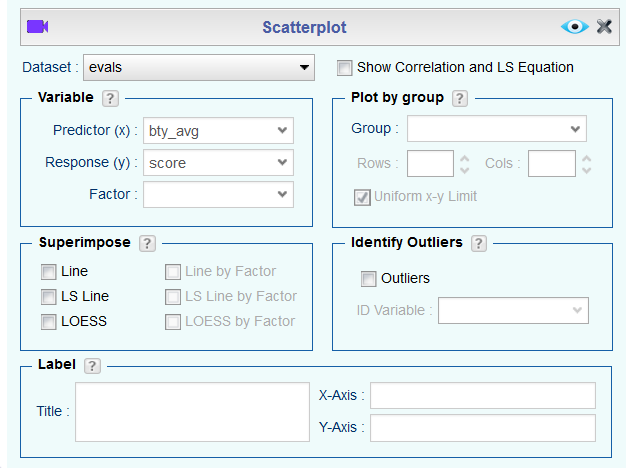 Scatterplot
Dataset : evals Show Correlation and LS Equation
Variable ? Plot by group ?
Predictor (x) : bty_avg Group :
Response (y) : score Rows : Cols :
Factor : Uniform x-y Limit
Superimpose ? Identify Outliers ?
Line Line by Factor Outliers
LS Line LS Line by Factor ID Variable :
LOESS LOESS by Factor
Label ?
Title : X-Axis :
Y-Axis :